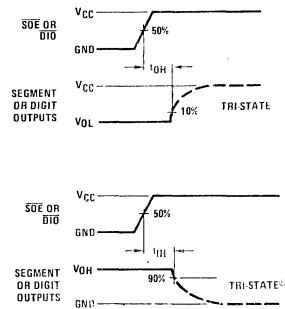 VCC
SOE OR
DIO
50%
GND
tOH
VCC
SEGMENT
OR DIGIT
OUTPUTS
10%
TRI-STATE
VOL
VCC
SOE OR
DIO
50%
GND
VOH
SEGMENT
OR DIGIT
OUTPUTS
90%
TRI-STATE
GND